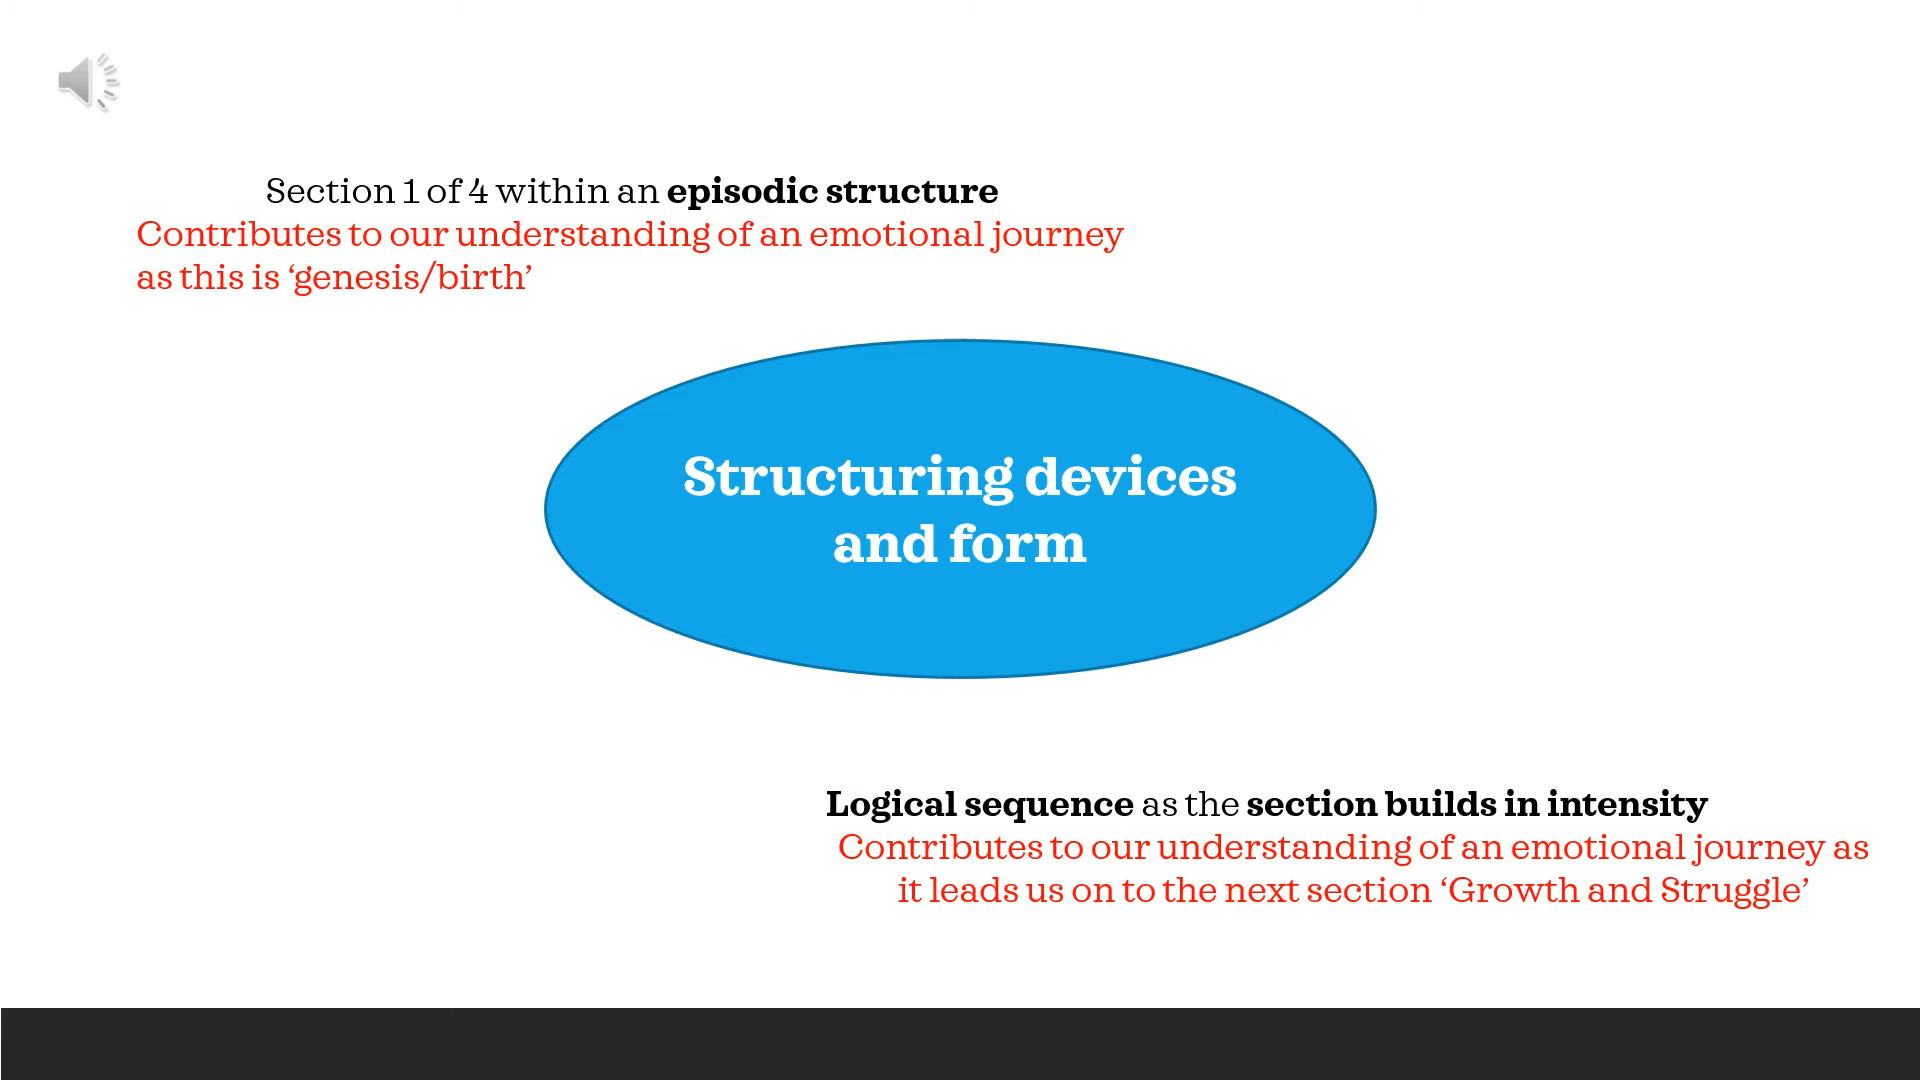 Section 1 of 4 within an episodic structure
Contributes to our understanding of an emotional journey
as this is ‘genesis/birth’
Structuring devices
and form
Logical sequence as the section builds in intensity
Contributes to our understanding of an emotional journey as
it leads us on to the next section ‘Growth and Struggle’